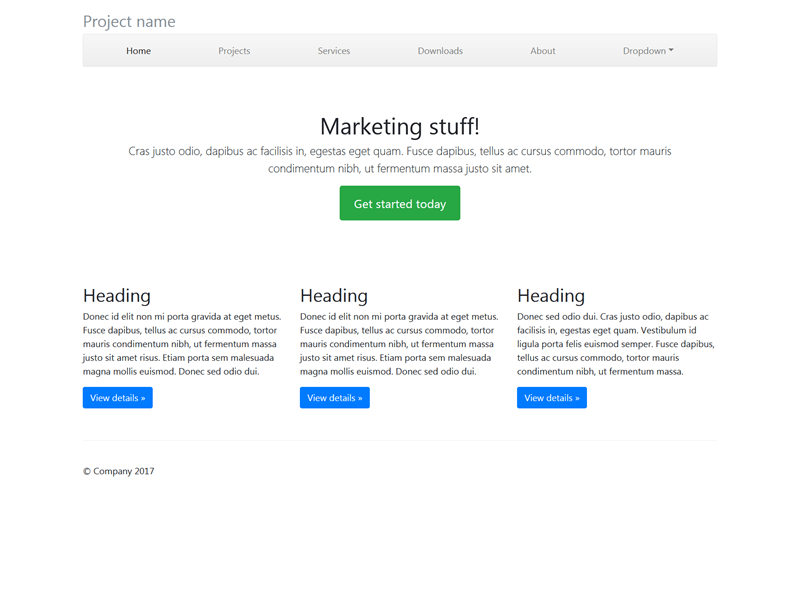 Project name
Home Projects Services Downloads About Dropdown
Marketing stuff!
Cras justo odio, dapibus ac facilisis in, egestas eget quam. Fusce dapibus, tellus ac cursus commodo, tortor mauris
condimentum nibh, ut fermentum massa justo sit amet.
Get started today
Heading
Donec id elit non mi porta gravida at eget metus.
Fusce dapibus, tellus ac cursus commodo, tortor
mauris condimentum nibh, ut fermentum massa
justo sit amet risus. Etiam porta sem malesuada
magna mollis euismod. Donec sed odio dui.
View details »
Heading
Donec id elit non mi porta gravida at eget metus.
Fusce dapibus, tellus ac cursus commodo, tortor
mauris condimentum nibh, ut fermentum massa
justo sit amet risus. Etiam porta sem malesuada
magna mollis euismod. Donec sed odio dui.
View details »
Heading
Donec sed odio dui. Cras justo odio, dapibus ac
facilisis in, egestas eget quam. Vestibulum id
ligula porta felis euismod semper. Fusce dapibus,
tellus ac cursus commodo, tortor mauris
condimentum nibh, ut fermentum massa.
View details »
© Company 2017